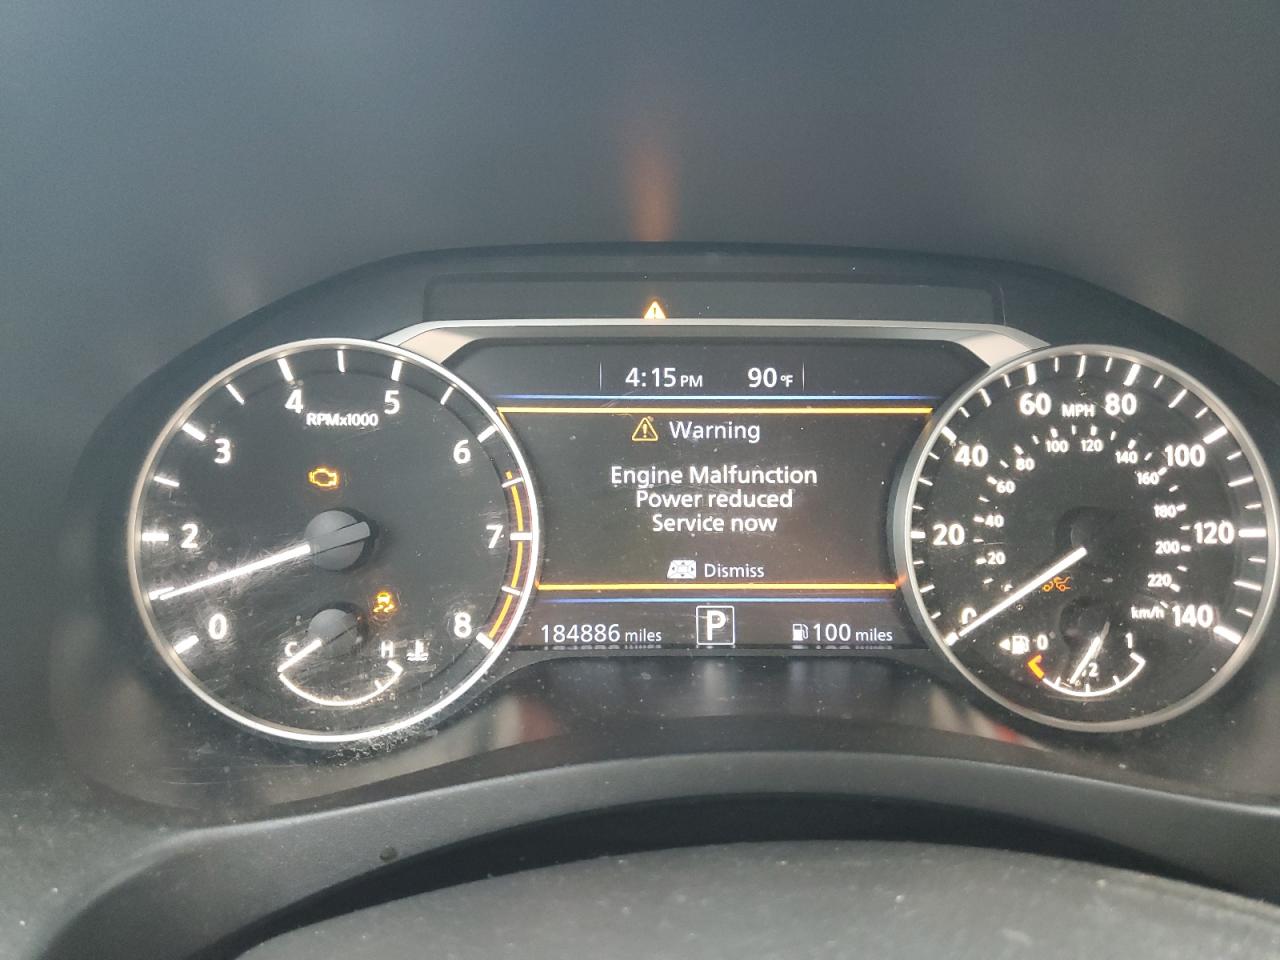 4:15 PM 90 °F
Warning
Engine Malfunction
Power reduced
Service now
Dismiss
184886 miles
P
100 miles
0
2
3
4
5
6
7
8
RPMx1000
C
H
0
20
40
60
80
100
120
140
MPH
20
40
60
80
100
120
140
160
180
200
220
km/h
0
1